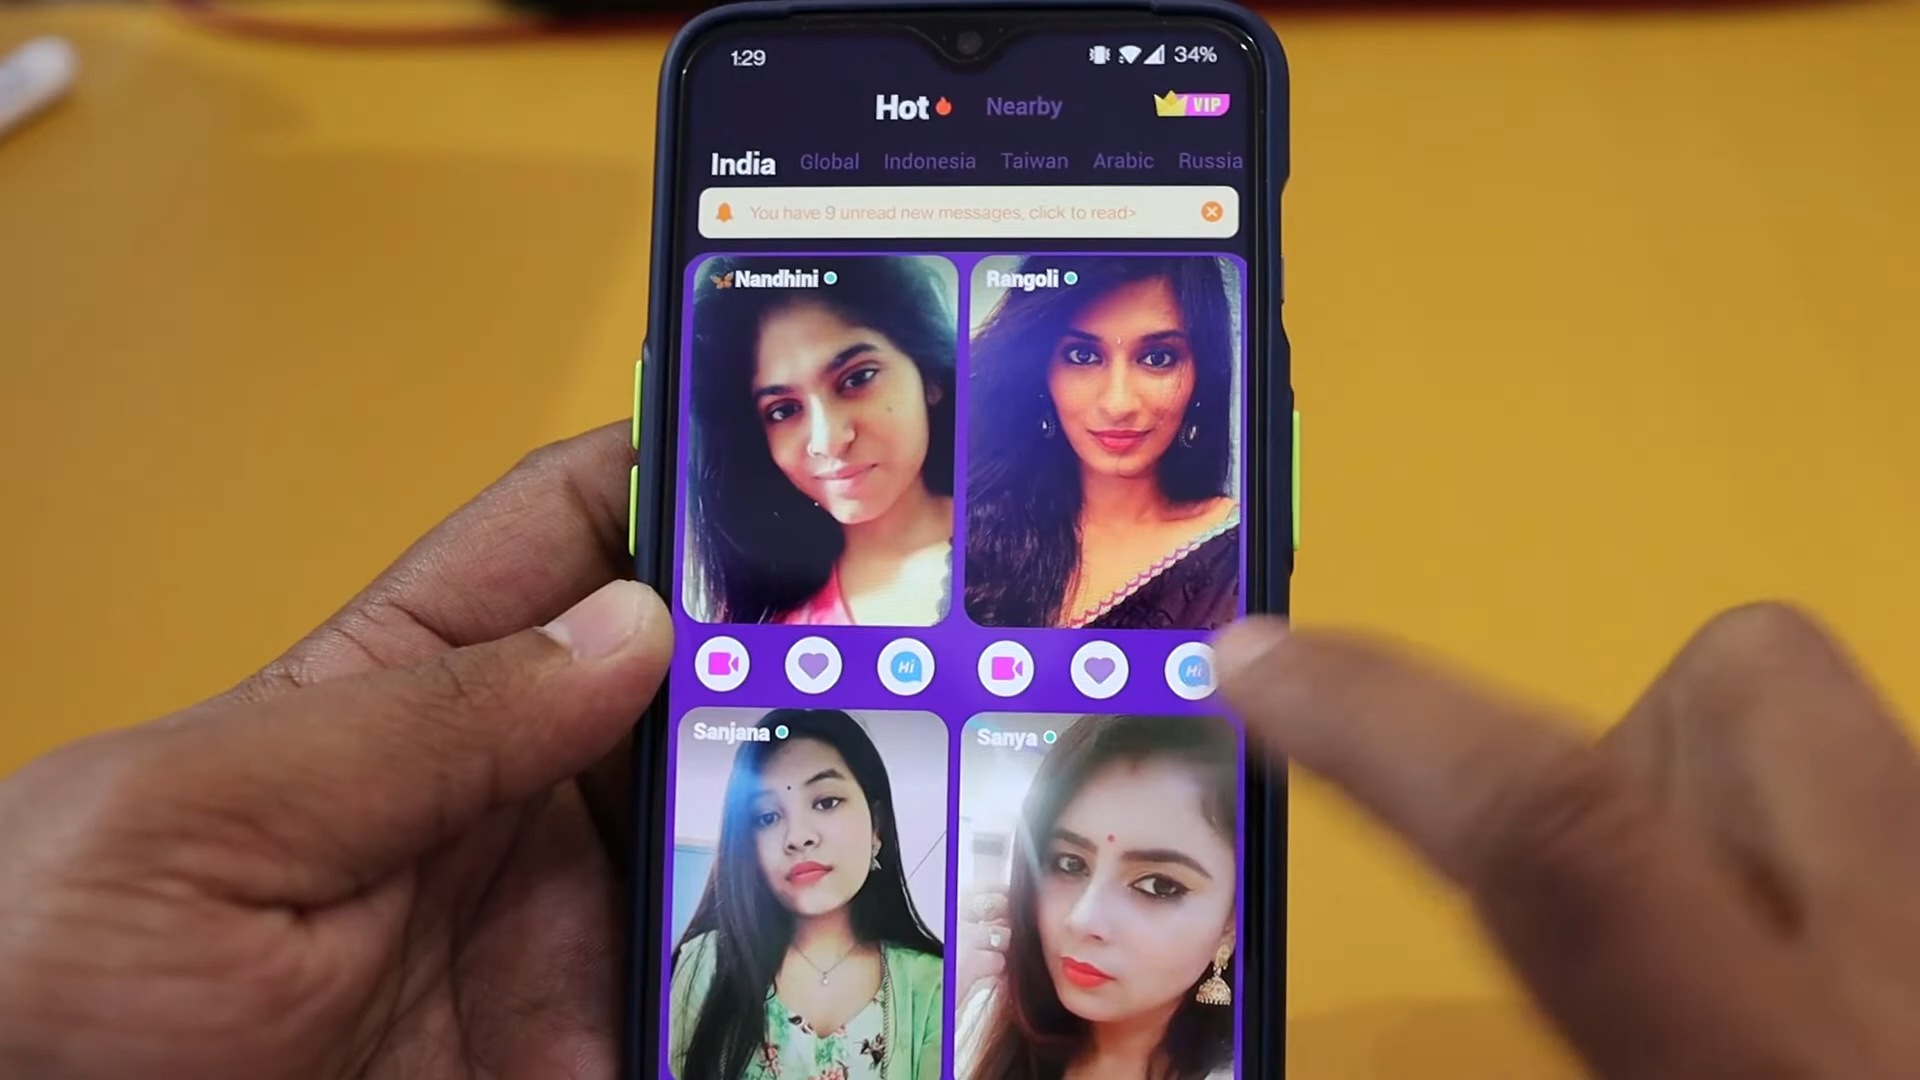 1:29 34%
Hot Nearby VIP
India Global Indonesia Taiwan Arabic Russia
You have 9 unread new messages, click to read>
Nandhini Rangoli
Hi Hi
Sanjana Sanya